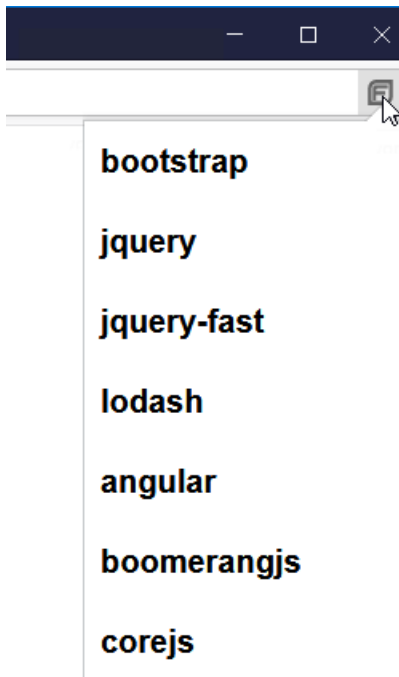 bootstrap
jquery
jquery-fast
lodash
angular
boomerangjs
corejs